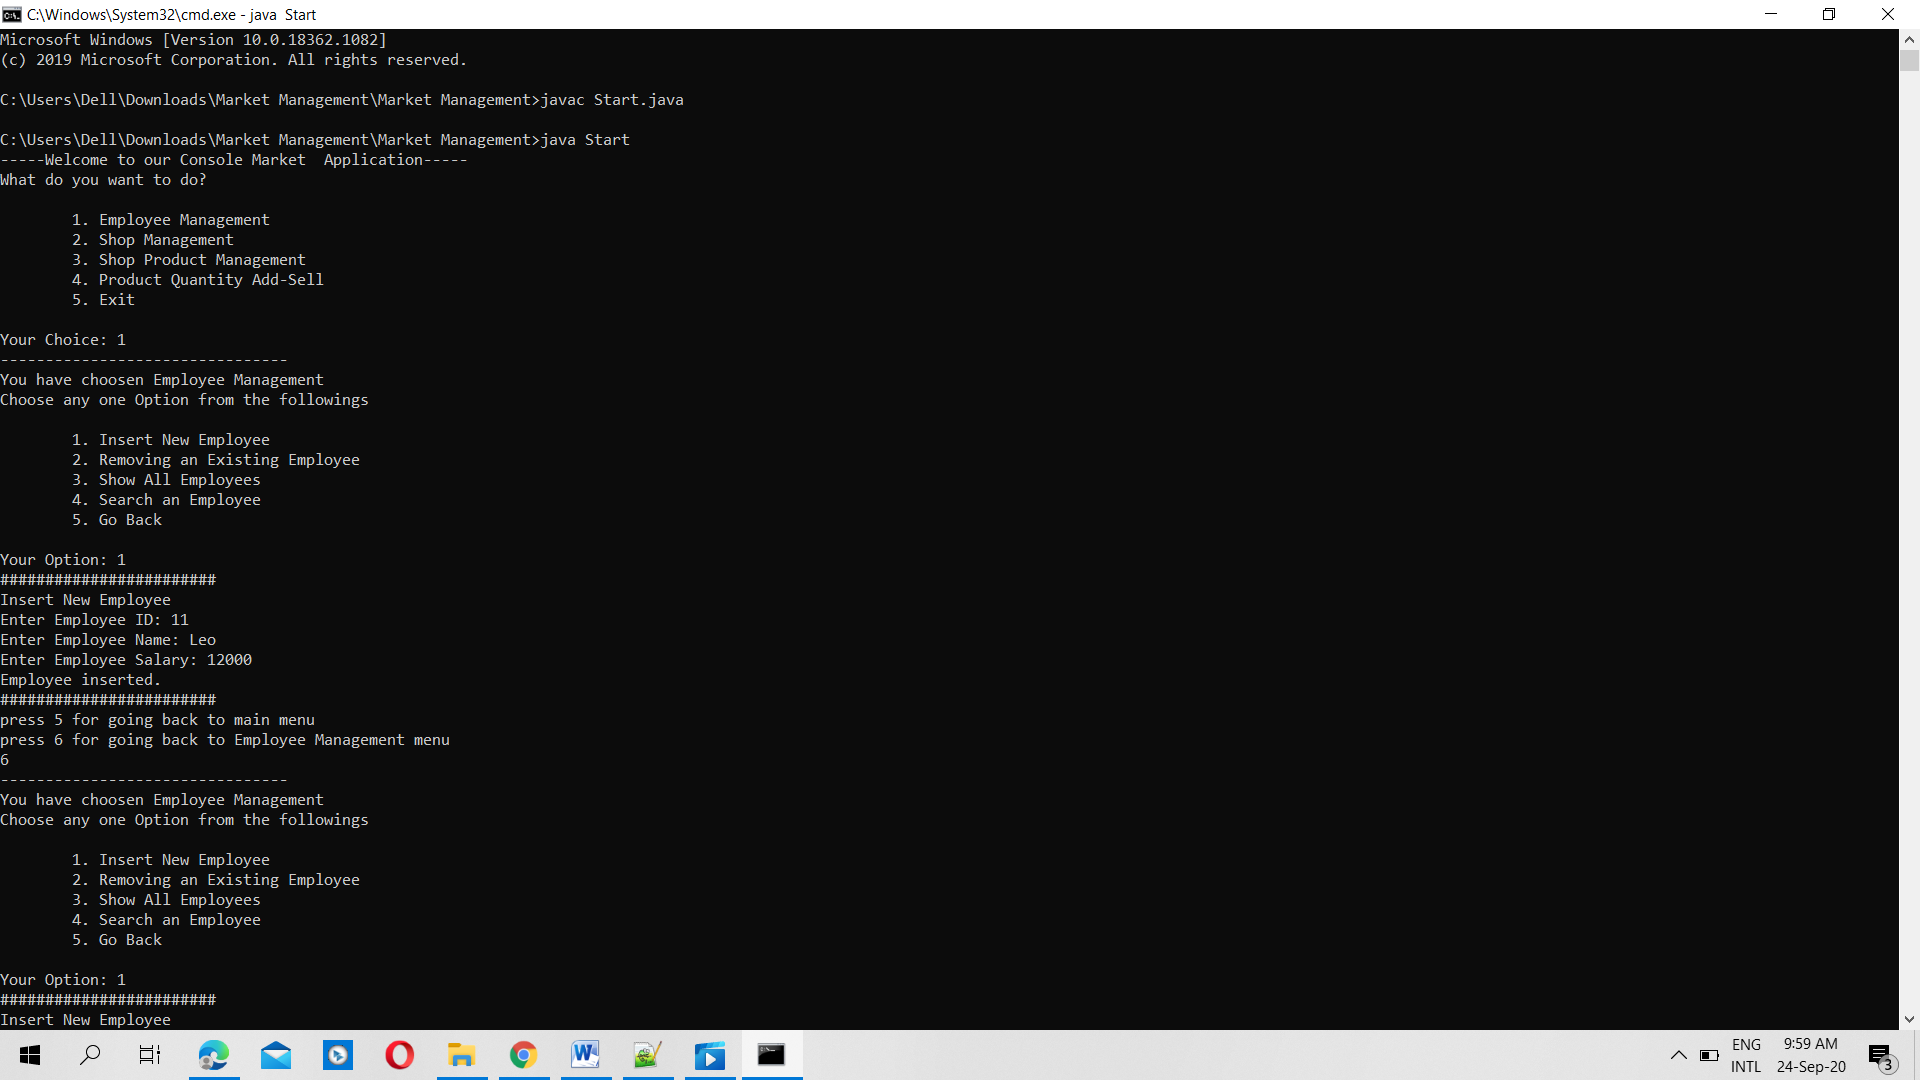 C:\Windows\System32\cmd.exe - java  Start
Microsoft Windows [Version 10.0.18362.1082]
(c) 2019 Microsoft Corporation. All rights reserved.
C:\Users\Dell\Downloads\Market Management\Market Management>javac Start.java
C:\Users\Dell\Downloads\Market Management\Market Management>java Start
-----Welcome to our Console Market  Application-----
What do you want to do?
1. Employee Management
2. Shop Management
3. Shop Product Management
4. Product Quantity Add-Sell
5. Exit
Your Choice: 1
--------------------------------
You have choosen Employee Management
Choose any one Option from the followings
1. Insert New Employee
2. Removing an Existing Employee
3. Show All Employees
4. Search an Employee
5. Go Back
Your Option: 1
########################
Insert New Employee
Enter Employee ID: 11
Enter Employee Name: Leo
Enter Employee Salary: 12000
Employee inserted.
########################
press 5 for going back to main menu
press 6 for going back to Employee Management menu
6
--------------------------------
You have choosen Employee Management
Choose any one Option from the followings
1. Insert New Employee
2. Removing an Existing Employee
3. Show All Employees
4. Search an Employee
5. Go Back
Your Option: 1
########################
Insert New Employee
ENG
INTL
9:59 AM
24-Sep-20
3